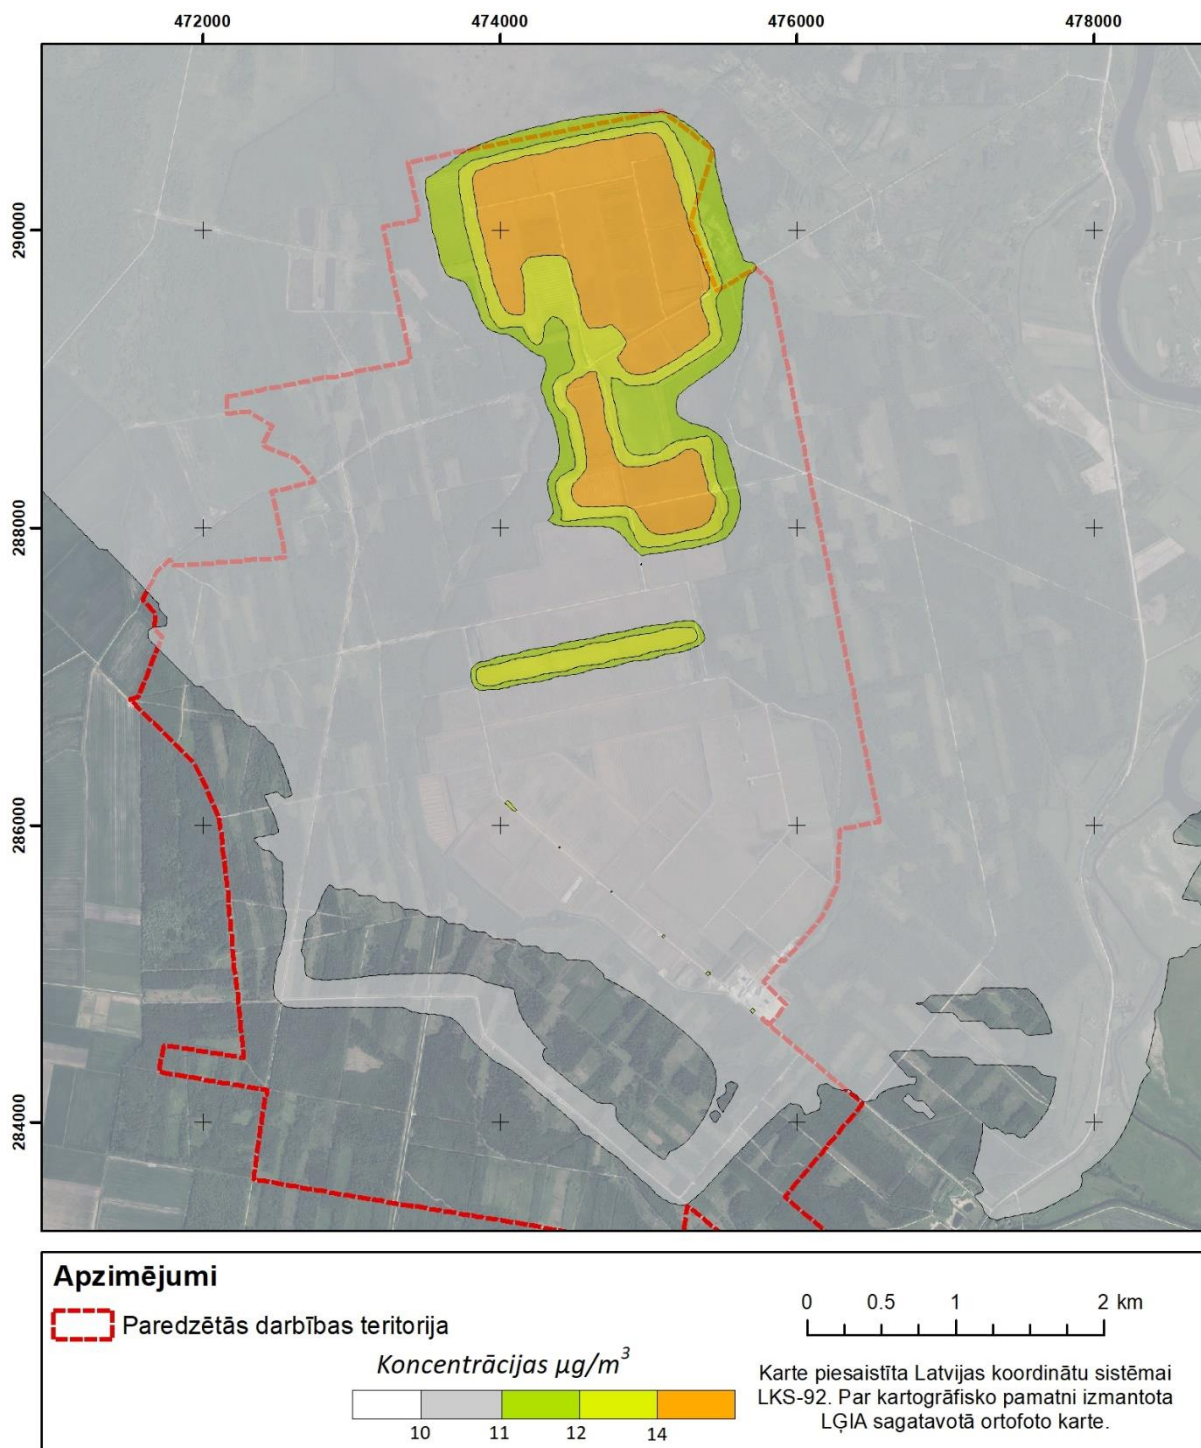 472000 474000 476000 478000
290000
288000
286000
284000
Apzīmējumi
Paredzētās darbības teritorija
Koncentrācijas µg/m³
10 11 12 14
0 0.5 1 2 km
Karte piesaistīta Latvijas koordinātu sistēmai
LKS-92. Par kartogrāfisko pamatni izmantota
LĢIA sagatavotā ortofoto karte.